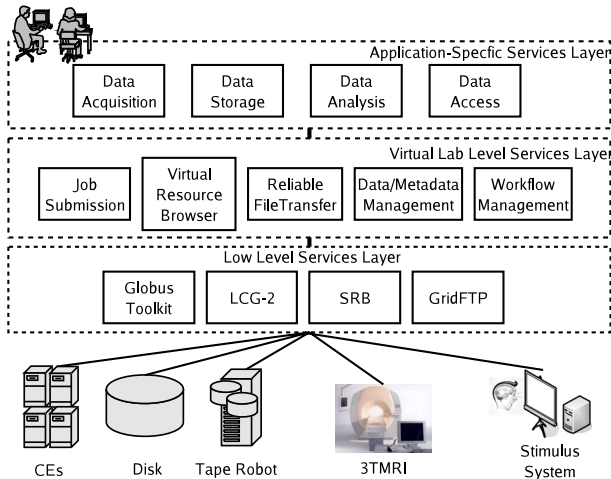 Application-Specfic Services Layer
Data
Acquisition
Data
Storage
Data
Analysis
Data
Access
Virtual Lab Level Services Layer
Job
Submission
Virtual
Resource
Browser
Reliable
FileTransfer
Data/Metadata
Management
Workflow
Management
Low Level Services Layer
Globus
Toolkit
LCG-2
SRB
GridFTP
CEs
Disk
Tape Robot
3TMRI
Stimulus
System